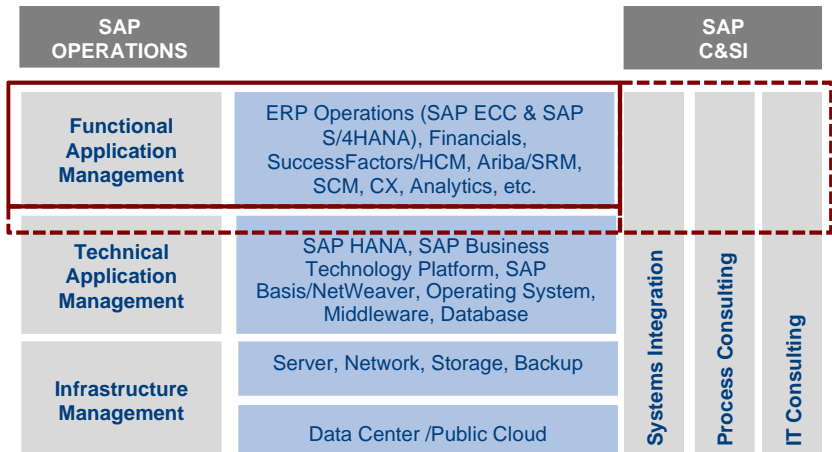 SAP
OPERATIONS
SAP
C&SI
Functional
Application
Management
ERP Operations (SAP ECC & SAP
S/4HANA), Financials,
SuccessFactors/HCM, Ariba/SRM,
SCM, CX, Analytics, etc.
Technical
Application
Management
SAP HANA, SAP Business
Technology Platform, SAP
Basis/NetWeaver, Operating System,
Middleware, Database
Infrastructure
Management
Server, Network, Storage, Backup
Data Center /Public Cloud
Systems Integration
Process Consulting
IT Consulting